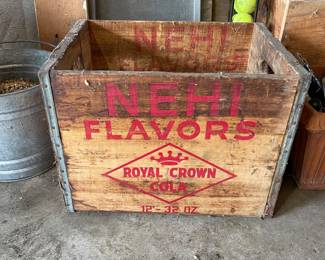 NEHI
NEHI
FLAVORS
ROYAL CROWN
COLA
12-32 OZ